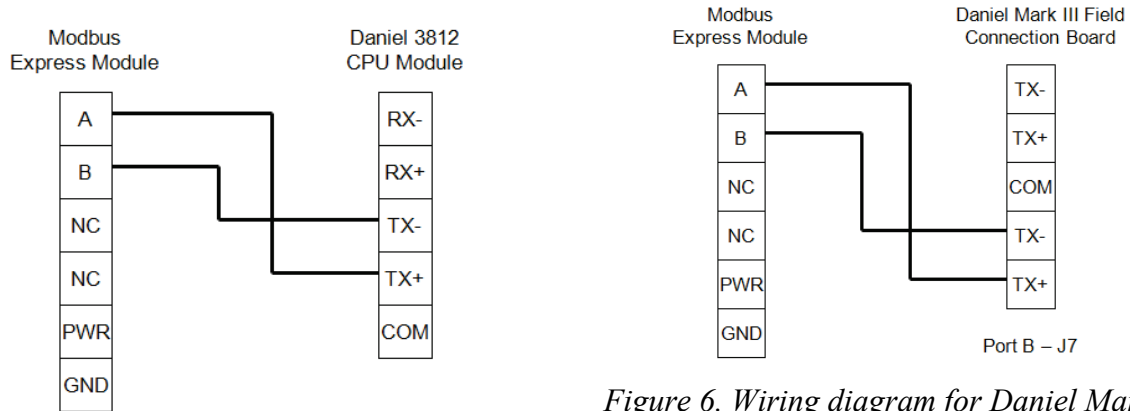 Modbus
Express Module
Daniel 3812
CPU Module
A
B
NC
NC
PWR
GND
RX-
RX+
TX-
TX+
COM
Modbus
Express Module
Daniel Mark III Field
Connection Board
A
B
NC
NC
PWR
GND
TX-
TX+
COM
TX-
TX+
Port B – J7
Figure 6. Wiring diagram for Daniel Mar